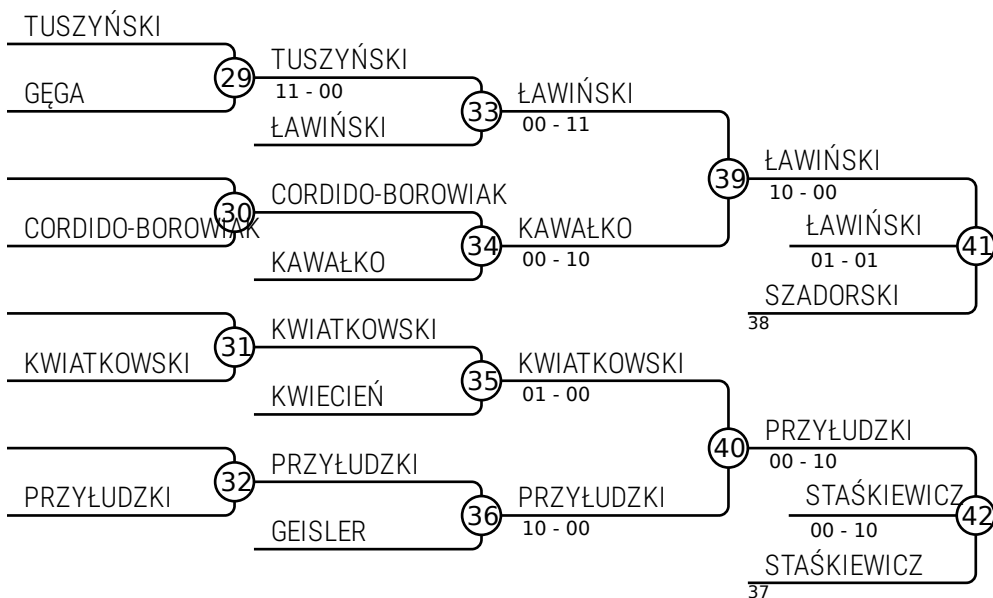 TUSZYŃSKI
GĘGA
29
TUSZYŃSKI
11 - 00
ŁAWIŃSKI
33
ŁAWIŃSKI
00 - 11
CORDIDO-BOROWIAK
30
CORDIDO-BOROWIAK
KAWAŁKO
34
KAWAŁKO
00 - 10
39
ŁAWIŃSKI
10 - 00
ŁAWIŃSKI
01 - 01
41
SZADORSKI
38
KWIATKOWSKI
31
KWIATKOWSKI
KWIECIEŃ
35
KWIATKOWSKI
01 - 00
PRZYŁUDZKI
32
PRZYŁUDZKI
GEISLER
36
PRZYŁUDZKI
10 - 00
40
PRZYŁUDZKI
00 - 10
STAŚKIEWICZ
00 - 10
42
STAŚKIEWICZ
37